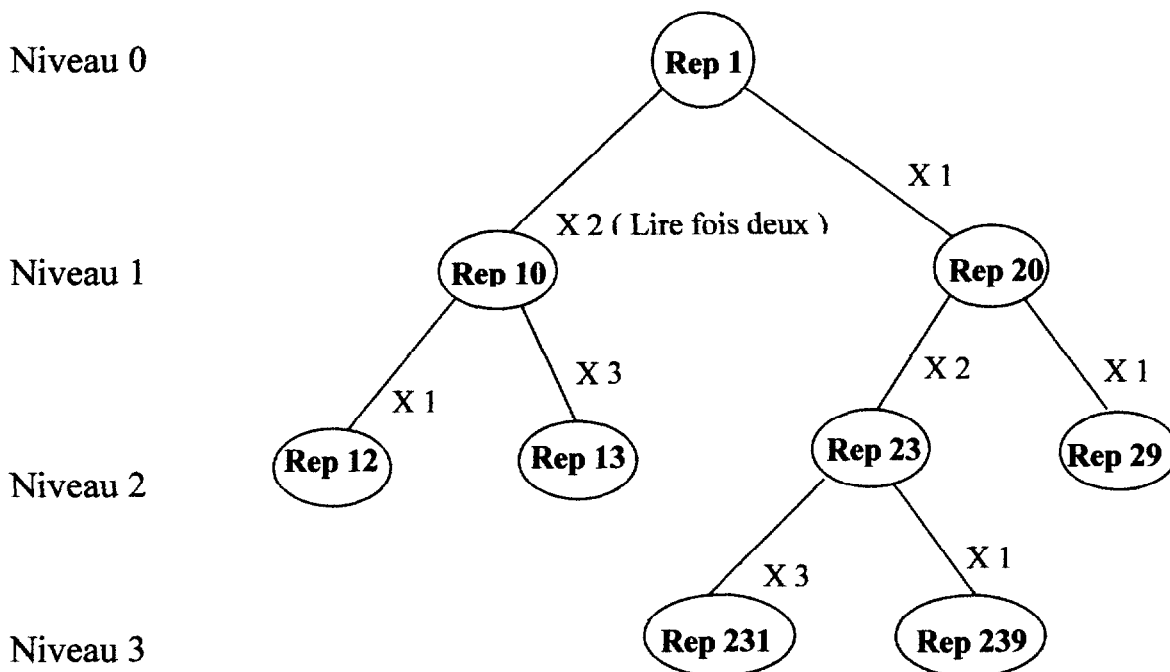 Niveau 0
Rep 1
X 1
X 2 ( Lire fois deux )
Niveau 1
Rep 10
Rep 20
X 1
X 3
X 2
X 1
Niveau 2
Rep 12
Rep 13
Rep 23
Rep 29
X 3
X 1
Niveau 3
Rep 231
Rep 239